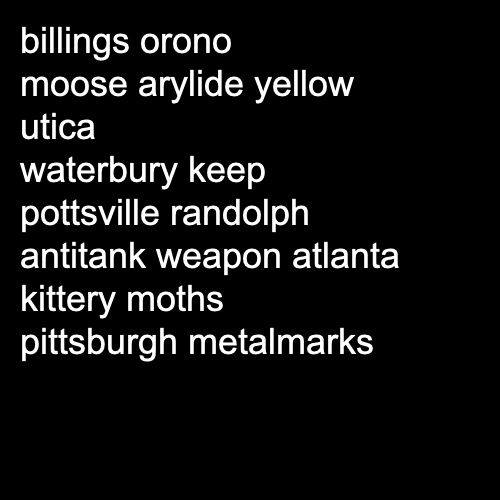 billings orono
moose arylide yellow
utica
waterbury keep
pottsville randolph
antitank weapon atlanta
kittery moths
pittsburgh metalmarks